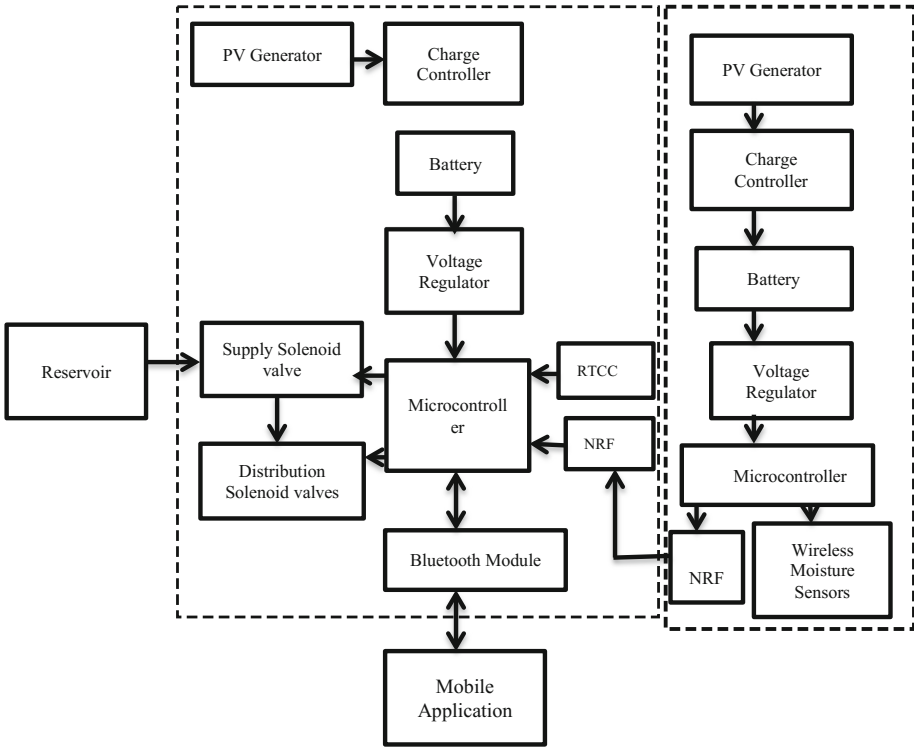 PV Generator
Charge
Controller
Battery
Voltage
Regulator
Reservoir
Supply Solenoid
valve
Microcontroll
er
RTCC
NRF
Distribution
Solenoid valves
Bluetooth Module
Mobile
Application
PV Generator
Charge
Controller
Battery
Voltage
Regulator
Microcontroller
NRF
Wireless
Moisture
Sensors